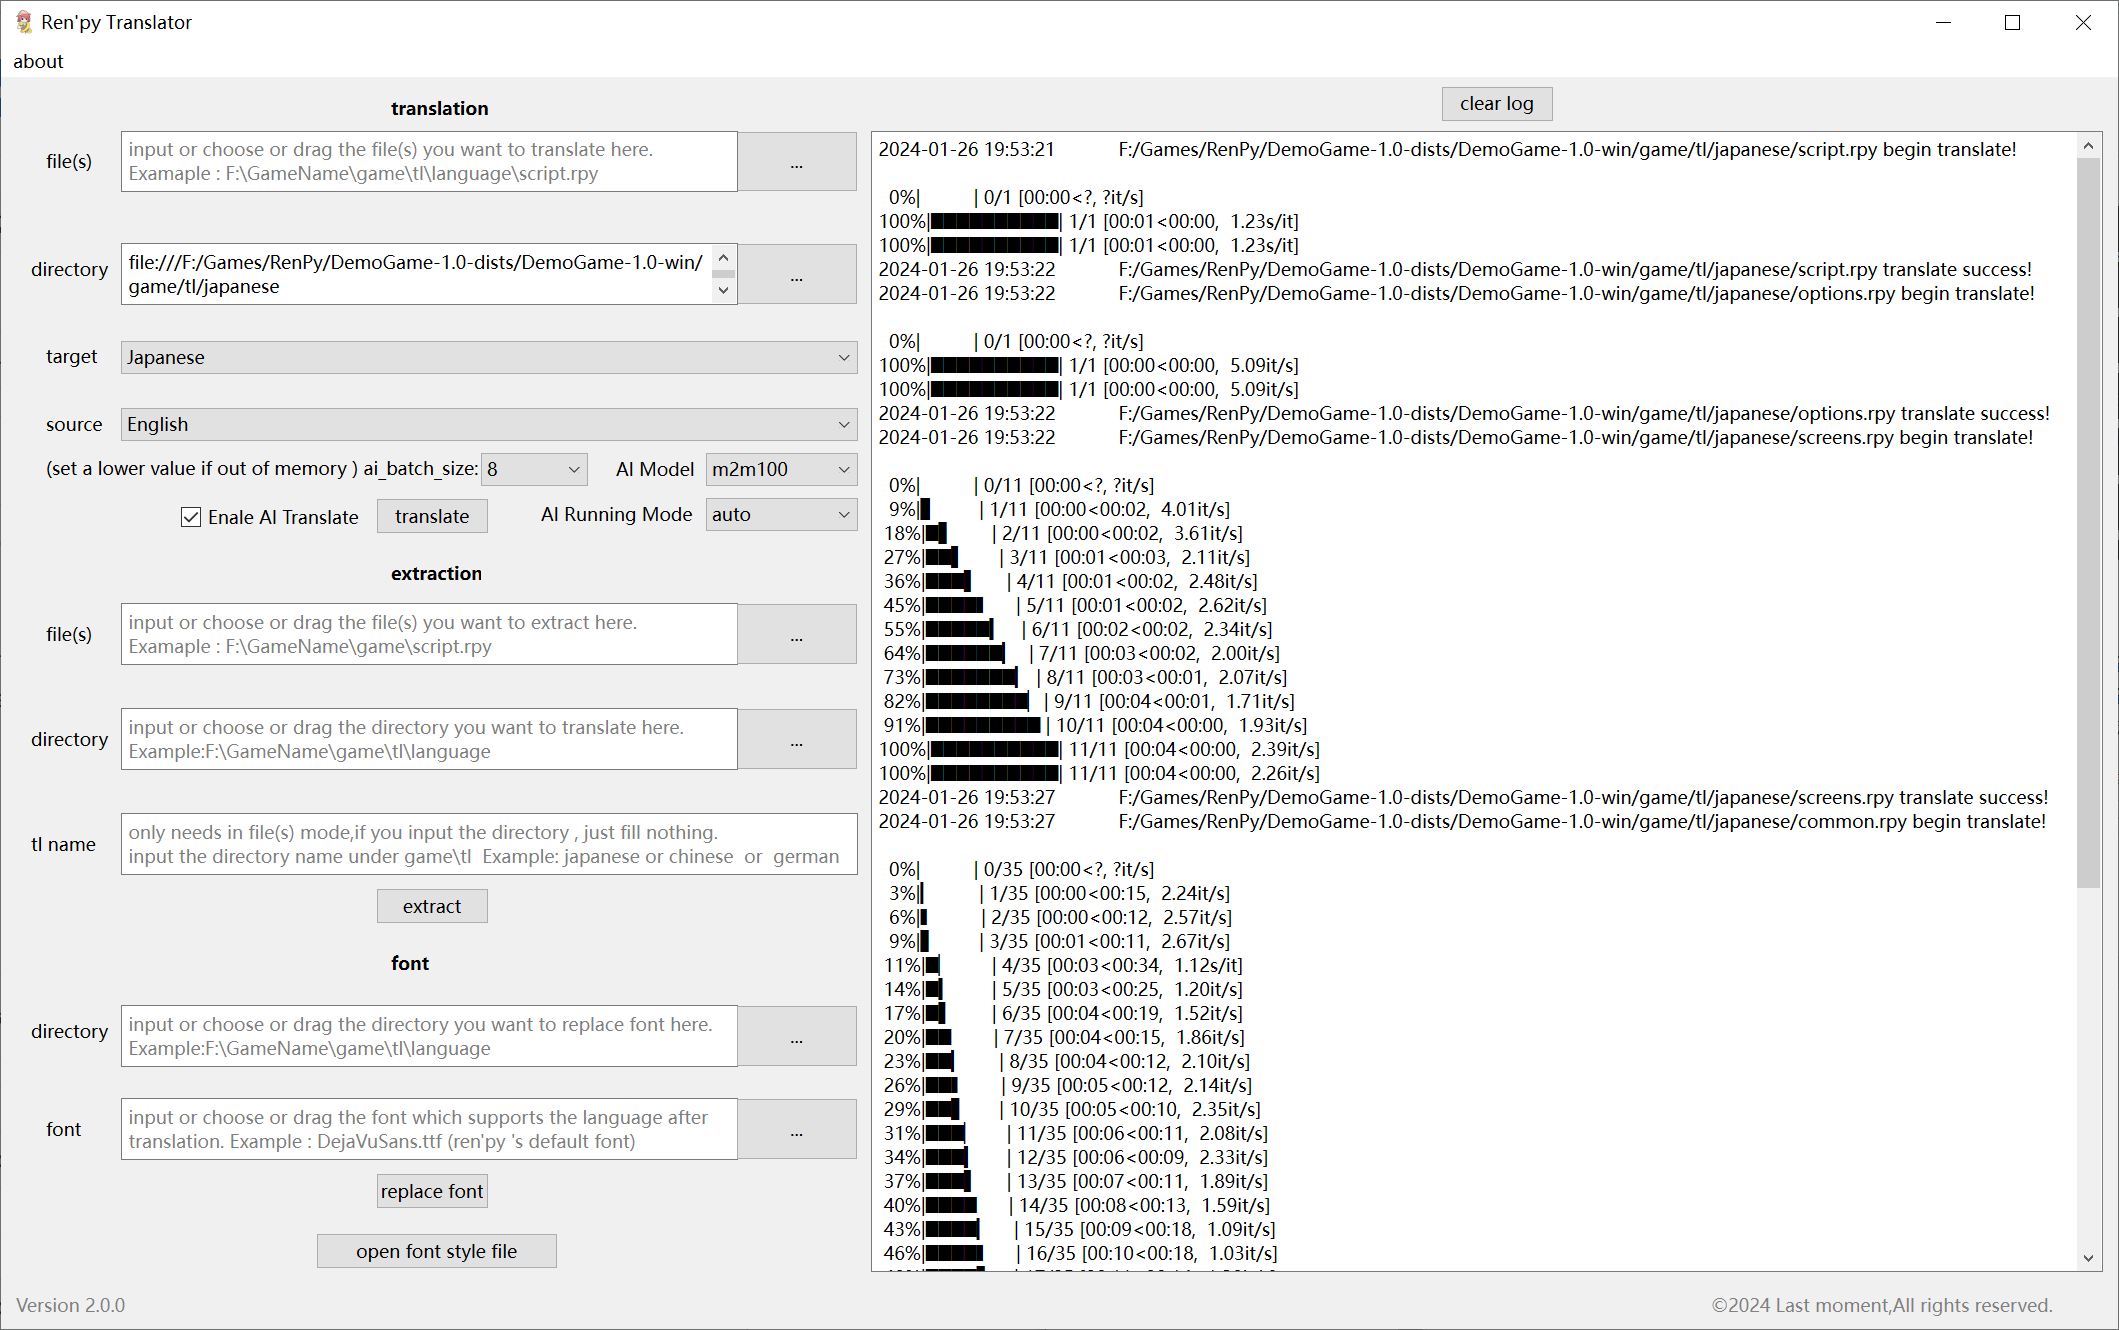 Ren'py Translator
about
translation
file(s)
input or choose or drag the file(s) you want to translate here.
Examaple : F:\GameName\game\tl\language\script.rpy
...
directory
file:///F:/Games/RenPy/DemoGame-1.0-dists/DemoGame-1.0-win/
game/tl/japanese
...
target
Japanese
source
English
(set a lower value if out of memory ) ai_batch_size:
8
AI Model
m2m100
Enale AI Translate
translate
AI Running Mode
auto
extraction
file(s)
input or choose or drag the file(s) you want to extract here.
Examaple : F:\GameName\game\script.rpy
...
directory
input or choose or drag the directory you want to translate here.
Example:F:\GameName\game\tl\language
...
tl name
only needs in file(s) mode,if you input the directory , just fill nothing.
input the directory name under game\tl  Example: japanese or chinese  or  german
extract
font
directory
input or choose or drag the directory you want to replace font here.
Example:F:\GameName\game\tl\language
...
font
input or choose or drag the font which supports the language after
translation. Example : DejaVuSans.ttf (ren'py 's default font)
...
replace font
open font style file
Version 2.0.0
clear log
2024-01-26 19:53:21 F:/Games/RenPy/DemoGame-1.0-dists/DemoGame-1.0-win/game/tl/japanese/script.rpy begin translate!
0%| | 0/1 [00:00<?, ?it/s]
100%|██████████| 1/1 [00:01<00:00, 1.23s/it]
100%|██████████| 1/1 [00:01<00:00, 1.23s/it]
2024-01-26 19:53:22 F:/Games/RenPy/DemoGame-1.0-dists/DemoGame-1.0-win/game/tl/japanese/script.rpy translate success!
2024-01-26 19:53:22 F:/Games/RenPy/DemoGame-1.0-dists/DemoGame-1.0-win/game/tl/japanese/options.rpy begin translate!
0%| | 0/1 [00:00<?, ?it/s]
100%|██████████| 1/1 [00:00<00:00, 5.09it/s]
100%|██████████| 1/1 [00:00<00:00, 5.09it/s]
2024-01-26 19:53:22 F:/Games/RenPy/DemoGame-1.0-dists/DemoGame-1.0-win/game/tl/japanese/options.rpy translate success!
2024-01-26 19:53:22 F:/Games/RenPy/DemoGame-1.0-dists/DemoGame-1.0-win/game/tl/japanese/screens.rpy begin translate!
0%| | 0/11 [00:00<?, ?it/s]
9%|▉ | 1/11 [00:00<00:02, 4.01it/s]
18%|█▊ | 2/11 [00:00<00:02, 3.61it/s]
27%|██▋ | 3/11 [00:01<00:03, 2.11it/s]
36%|███▋ | 4/11 [00:01<00:02, 2.48it/s]
45%|████▌ | 5/11 [00:01<00:02, 2.62it/s]
55%|█████▍ | 6/11 [00:02<00:02, 2.34it/s]
64%|██████▎ | 7/11 [00:03<00:02, 2.00it/s]
73%|███████▎ | 8/11 [00:03<00:01, 2.07it/s]
82%|████████▏ | 9/11 [00:04<00:01, 1.71it/s]
91%|█████████ | 10/11 [00:04<00:00, 1.93it/s]
100%|██████████| 11/11 [00:04<00:00, 2.39it/s]
100%|██████████| 11/11 [00:04<00:00, 2.26it/s]
2024-01-26 19:53:27 F:/Games/RenPy/DemoGame-1.0-dists/DemoGame-1.0-win/game/tl/japanese/screens.rpy translate success!
2024-01-26 19:53:27 F:/Games/RenPy/DemoGame-1.0-dists/DemoGame-1.0-win/game/tl/japanese/common.rpy begin translate!
0%| | 0/35 [00:00<?, ?it/s]
3%|▎ | 1/35 [00:00<00:15, 2.24it/s]
6%|▌ | 2/35 [00:00<00:12, 2.57it/s]
9%|▊ | 3/35 [00:01<00:11, 2.67it/s]
11%|█▏ | 4/35 [00:03<00:34, 1.12s/it]
14%|█▍ | 5/35 [00:03<00:25, 1.20it/s]
17%|█▋ | 6/35 [00:04<00:19, 1.52it/s]
20%|██ | 7/35 [00:04<00:15, 1.86it/s]
23%|██▎ | 8/35 [00:04<00:12, 2.10it/s]
26%|██▌ | 9/35 [00:05<00:12, 2.14it/s]
29%|██▊ | 10/35 [00:05<00:10, 2.35it/s]
31%|███▏ | 11/35 [00:06<00:11, 2.08it/s]
34%|███▍ | 12/35 [00:06<00:09, 2.33it/s]
37%|███▋ | 13/35 [00:07<00:11, 1.89it/s]
40%|████ | 14/35 [00:08<00:13, 1.59it/s]
43%|████▎ | 15/35 [00:09<00:18, 1.09it/s]
46%|████▌ | 16/35 [00:10<00:18, 1.03it/s]
©2024 Last moment,All rights reserved.